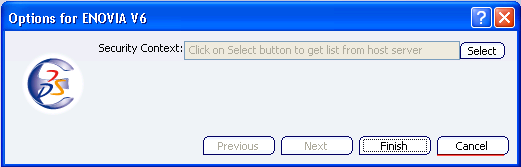 Options for ENOVIA V6
Security Context: Click on Select button to get list from host server Select
Previous Next Finish Cancel